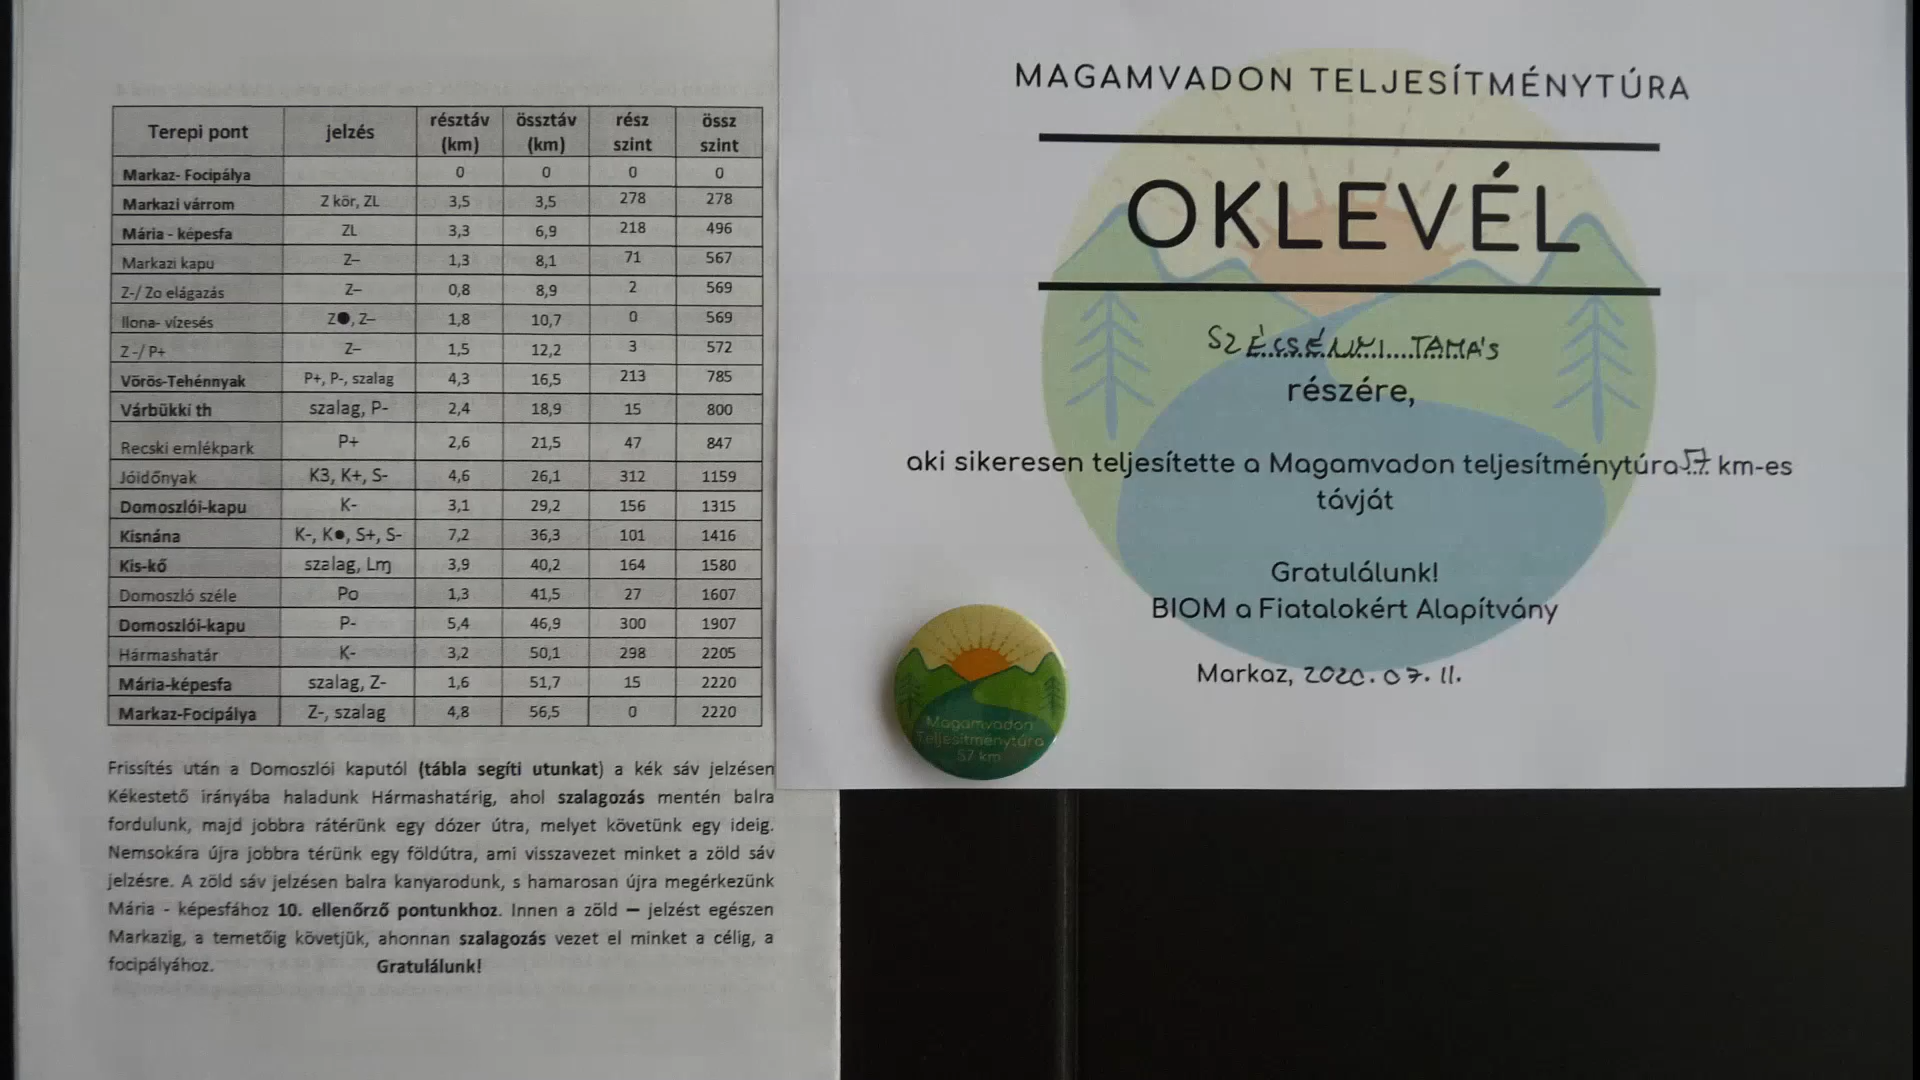 Terepi pont jelzés résztáv (km) össztáv (km) rész szint össz szint
Markaz- Focipálya 0 0 0 0
Markazi várrom Z kör, ZL 3,5 3,5 278 278
Mária - képesfa ZL 3,3 6,9 218 496
Markazi kapu Z– 1,3 8,1 71 567
Z-/ Zo elágazás Z– 0,8 8,9 2 569
Ilona- vízesés Z●, Z– 1,8 10,7 0 569
Z -/ P+ Z– 1,5 12,2 3 572
Vörös-Tehénnyak P+, P-, szalag 4,3 16,5 213 785
Várbükki th szalag, P- 2,4 18,9 15 800
Recski emlékpark P+ 2,6 21,5 47 847
Jóidőnyak K3, K+, S- 4,6 26,1 312 1159
Domoszlói-kapu K- 3,1 29,2 156 1315
Kisnána K-, K●, S+, S- 7,2 36,3 101 1416
Kis-kő szalag, Lm 3,9 40,2 164 1580
Domoszló széle Po 1,3 41,5 27 1607
Domoszlói-kapu P- 5,4 46,9 300 1907
Hármashatár K- 3,2 50,1 298 2205
Mária-képesfa szalag, Z- 1,6 51,7 15 2220
Markaz-Focipálya Z-, szalag 4,8 56,5 0 2220
Frissítés után a Domoszlói kaputól (tábla segíti utunkat) a kék sáv jelzésen
Kékestető irányába haladunk Hármashatárig, ahol szalagozás mentén balra
fordulunk, majd jobbra rátérünk egy dózer útra, melyet követünk egy ideig.
Nemsokára újra jobbra térünk egy földútra, ami visszavezet minket a zöld sáv
jelzésre. A zöld sáv jelzésen balra kanyarodunk, s hamarosan újra megérkezünk
Mária - képesfához 10. ellenőrző pontunkhoz. Innen a zöld – jelzést egészen
Markazig, a temetőig követjük, ahonnan szalagozás vezet el minket a célig, a
focipályához. Gratulálunk!
MAGAMVADON TELJESÍTMÉNYTÚRA
OKLEVÉL
SZÉCSÉNYI TAMÁS
részére,
aki sikeresen teljesítette a Magamvadon teljesítménytúra 57 km-es
távját
Gratulálunk!
BIOM a Fiatalokért Alapítvány
Markaz, 2020.07.11.
Magamvadon
Teljesítménytúra
57 km